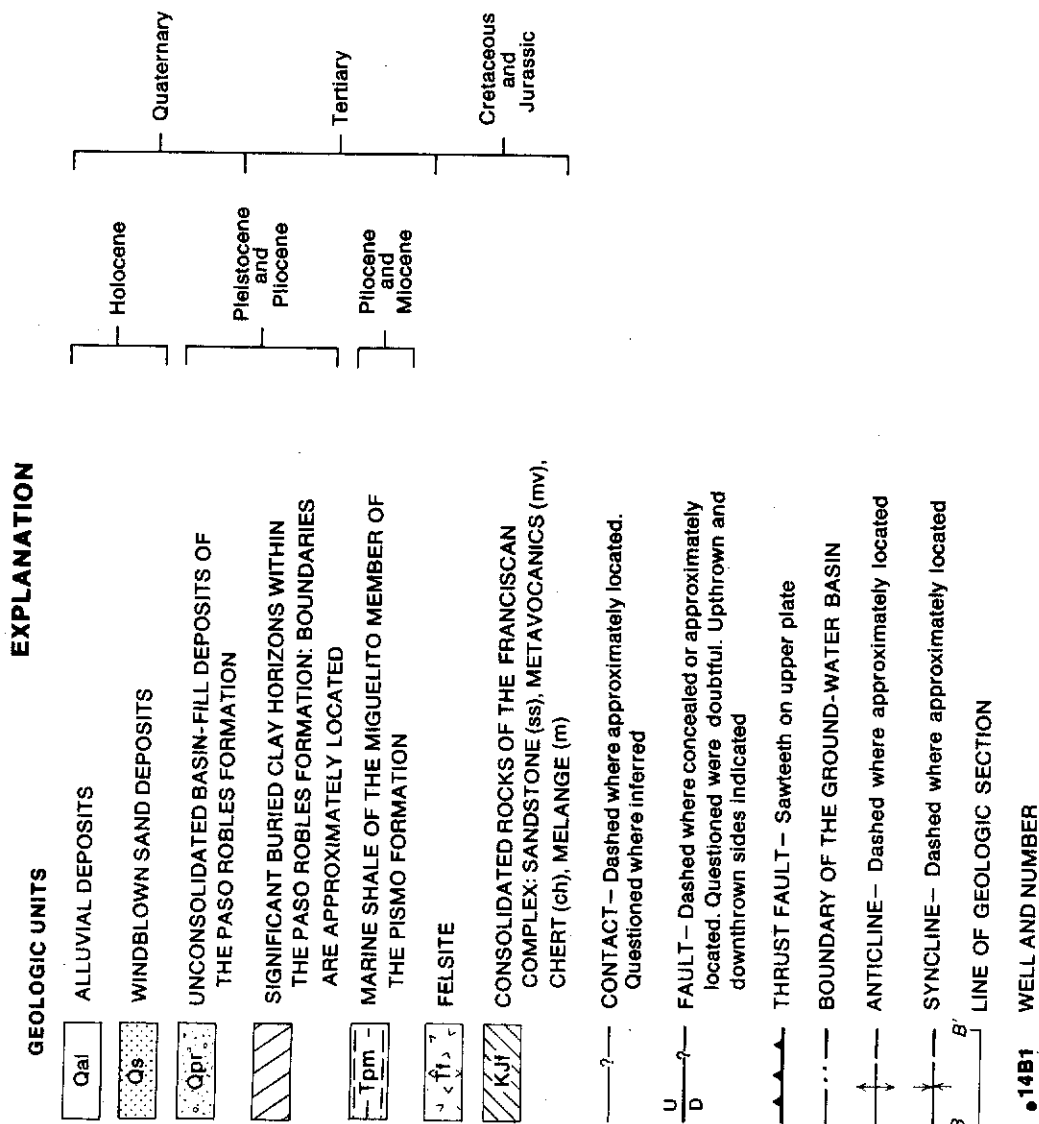 EXPLANATION
GEOLOGIC UNITS
Qal ALLUVIAL DEPOSITS
Qs WINDBLOWN SAND DEPOSITS
Qpr UNCONSOLIDATED BASIN-FILL DEPOSITS OF
THE PASO ROBLES FORMATION
SIGNIFICANT BURIED CLAY HORIZONS WITHIN
THE PASO ROBLES FORMATION: BOUNDARIES
ARE APPROXIMATELY LOCATED
Tpm MARINE SHALE OF THE MIGUELITO MEMBER OF
THE PISMO FORMATION
Tf FELSITE
KJf CONSOLIDATED ROCKS OF THE FRANCISCAN
COMPLEX: SANDSTONE (ss), METAVOCANICS (mv),
CHERT (ch), MELANGE (m)
Holocene
Pleistocene
and
Pliocene
Pliocene
and
Miocene
Quaternary
Tertiary
Cretaceous
and
Jurassic
? CONTACT— Dashed where approximately located.
Questioned where inferred
U
D ? FAULT— Dashed where concealed or approximately
located. Questioned were doubtful. Upthrown and
downthrown sides indicated
THRUST FAULT— Sawteeth on upper plate
BOUNDARY OF THE GROUND-WATER BASIN
ANTICLINE— Dashed where approximately located
SYNCLINE— Dashed where approximately located
B B' LINE OF GEOLOGIC SECTION
•14B1 WELL AND NUMBER